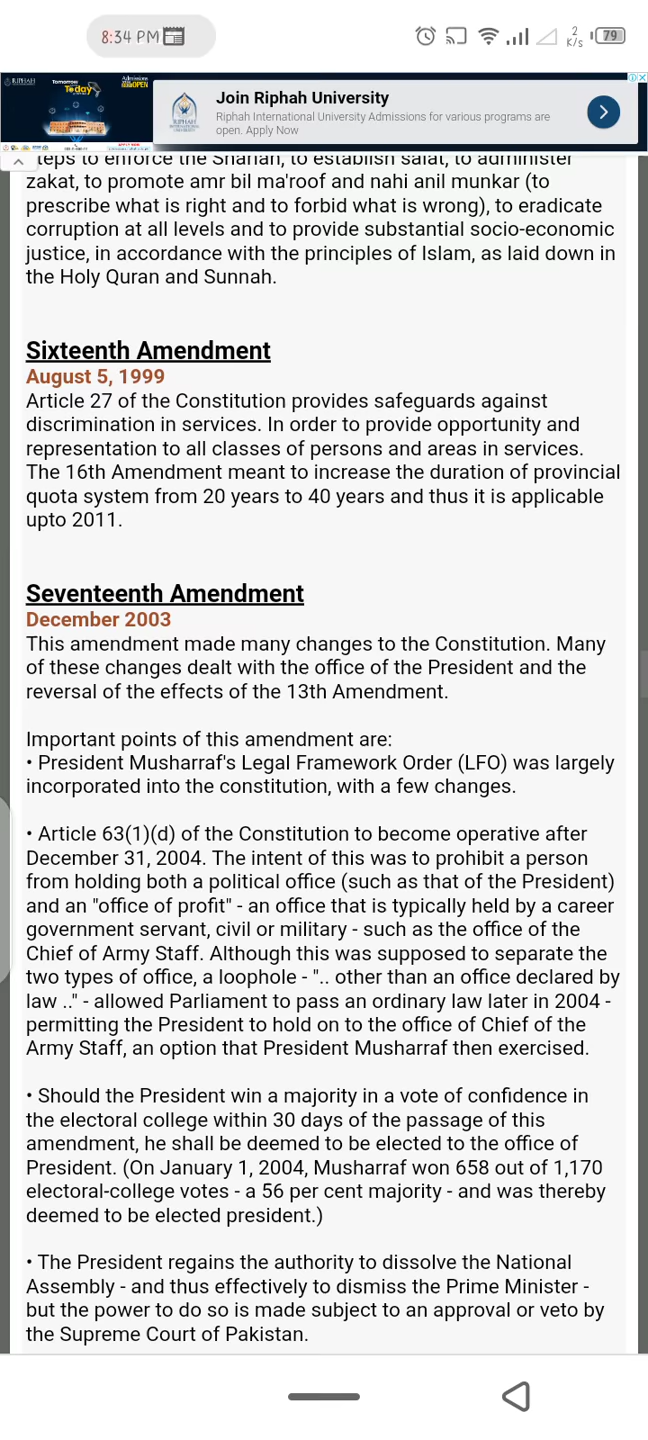 8:34 PM
2
K/s
79
RIPHAH
Tomorrow
Today
Admissions
OPEN
Join Riphah University
Riphah International University Admissions for various programs are
open. Apply Now
steps to enforce the Shariah, to establish salat, to administer
zakat, to promote amr bil ma'roof and nahi anil munkar (to
prescribe what is right and to forbid what is wrong), to eradicate
corruption at all levels and to provide substantial socio-economic
justice, in accordance with the principles of Islam, as laid down in
the Holy Quran and Sunnah.
Sixteenth Amendment
August 5, 1999
Article 27 of the Constitution provides safeguards against
discrimination in services. In order to provide opportunity and
representation to all classes of persons and areas in services.
The 16th Amendment meant to increase the duration of provincial
quota system from 20 years to 40 years and thus it is applicable
upto 2011.
Seventeenth Amendment
December 2003
This amendment made many changes to the Constitution. Many
of these changes dealt with the office of the President and the
reversal of the effects of the 13th Amendment.
Important points of this amendment are:
• President Musharraf's Legal Framework Order (LFO) was largely
incorporated into the constitution, with a few changes.
• Article 63(1)(d) of the Constitution to become operative after
December 31, 2004. The intent of this was to prohibit a person
from holding both a political office (such as that of the President)
and an "office of profit" - an office that is typically held by a career
government servant, civil or military - such as the office of the
Chief of Army Staff. Although this was supposed to separate the
two types of office, a loophole - ".. other than an office declared by
law .." - allowed Parliament to pass an ordinary law later in 2004 -
permitting the President to hold on to the office of Chief of the
Army Staff, an option that President Musharraf then exercised.
• Should the President win a majority in a vote of confidence in
the electoral college within 30 days of the passage of this
amendment, he shall be deemed to be elected to the office of
President. (On January 1, 2004, Musharraf won 658 out of 1,170
electoral-college votes - a 56 per cent majority - and was thereby
deemed to be elected president.)
• The President regains the authority to dissolve the National
Assembly - and thus effectively to dismiss the Prime Minister -
but the power to do so is made subject to an approval or veto by
the Supreme Court of Pakistan.